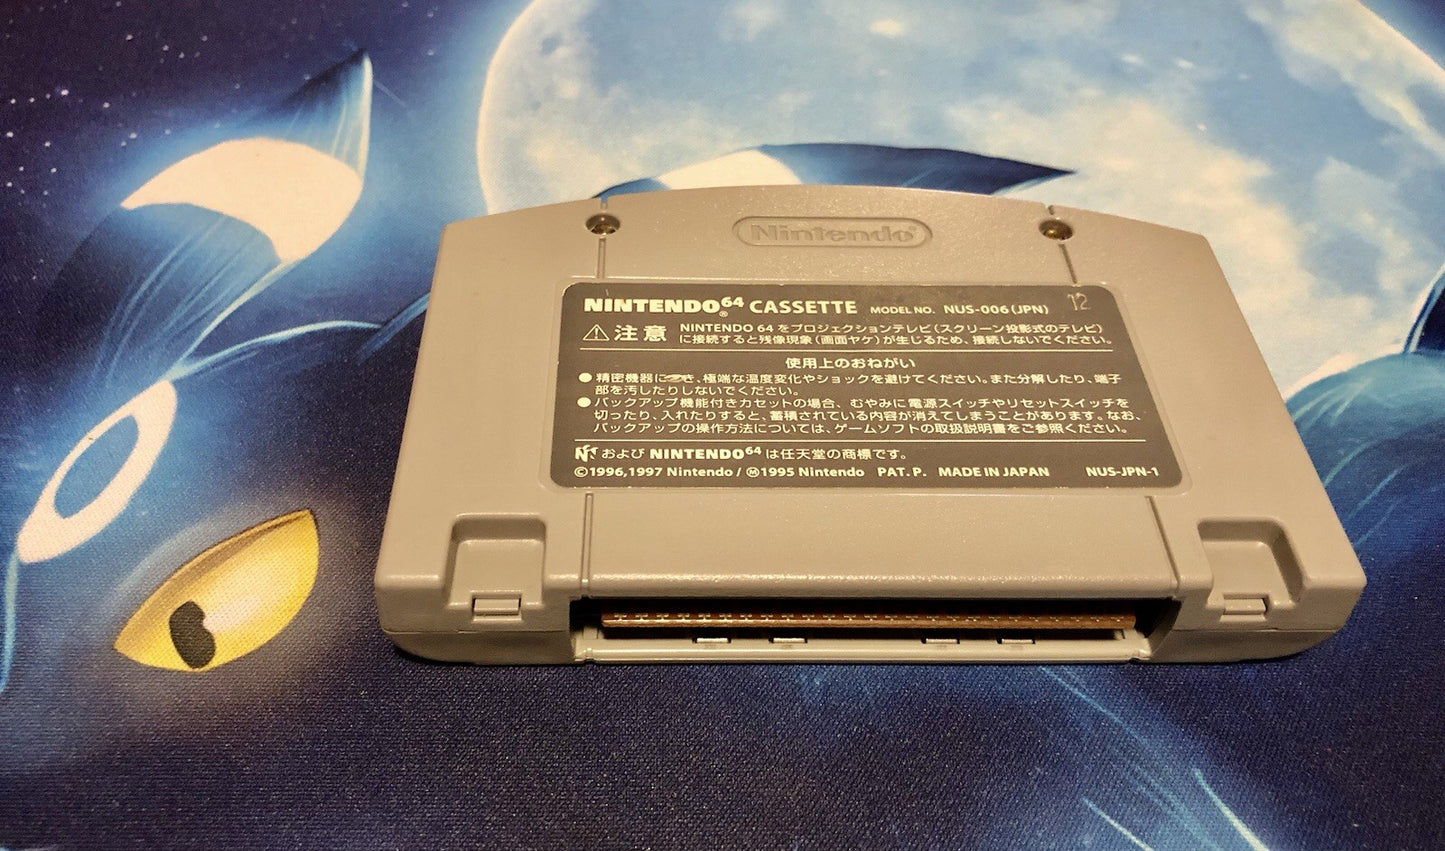 Nintendo®
NINTENDO®64 CASSETTE MODEL NO. NUS-006(JPN) 12
⚠注意 NINTENDO 64 をプロジェクションテレビ(スクリーン投影式のテレビ)
に接続すると残像現象(画面ヤケ)が生じるため、接続しないでください。
使用上のおねがい
●精密機器につき、極端な温度変化やショックを避けてください。また分解したり、端子
部を汚したりしないでください。
●バックアップ機能付きカセットの場合、むやみに電源スイッチやリセットスイッチを
切ったり、入れたりすると、蓄積されている内容が消えてしまうことがあります。なお、
バックアップの操作方法については、ゲームソフトの取扱説明書をご参照ください。
および NINTENDO64 は任天堂の商標です。
©1996,1997 Nintendo / Ⓜ1995 Nintendo PAT. P. MADE IN JAPAN NUS-JPN-1